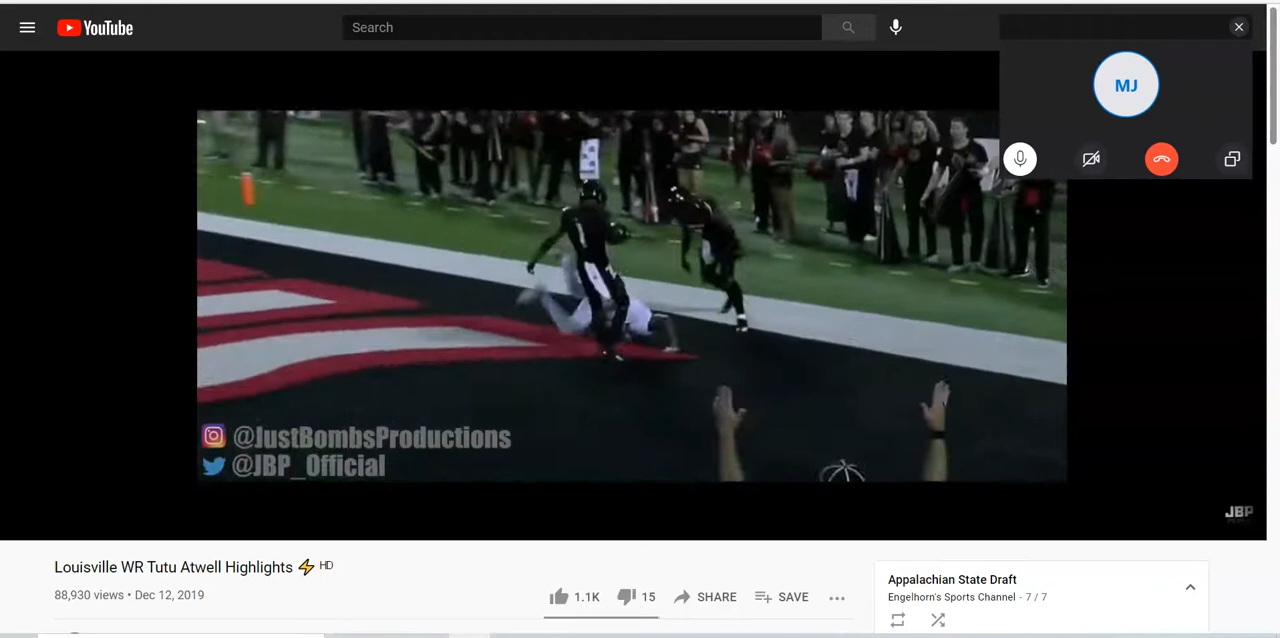 YouTube
Search
MJ
@JustBombsProductions
@JBP_Official
JBP
Louisville WR Tutu Atwell Highlights ⚡ HD
88,930 views • Dec 12, 2019
1.1K
15
SHARE
SAVE
Appalachian State Draft
Engelhorn's Sports Channel - 7 / 7